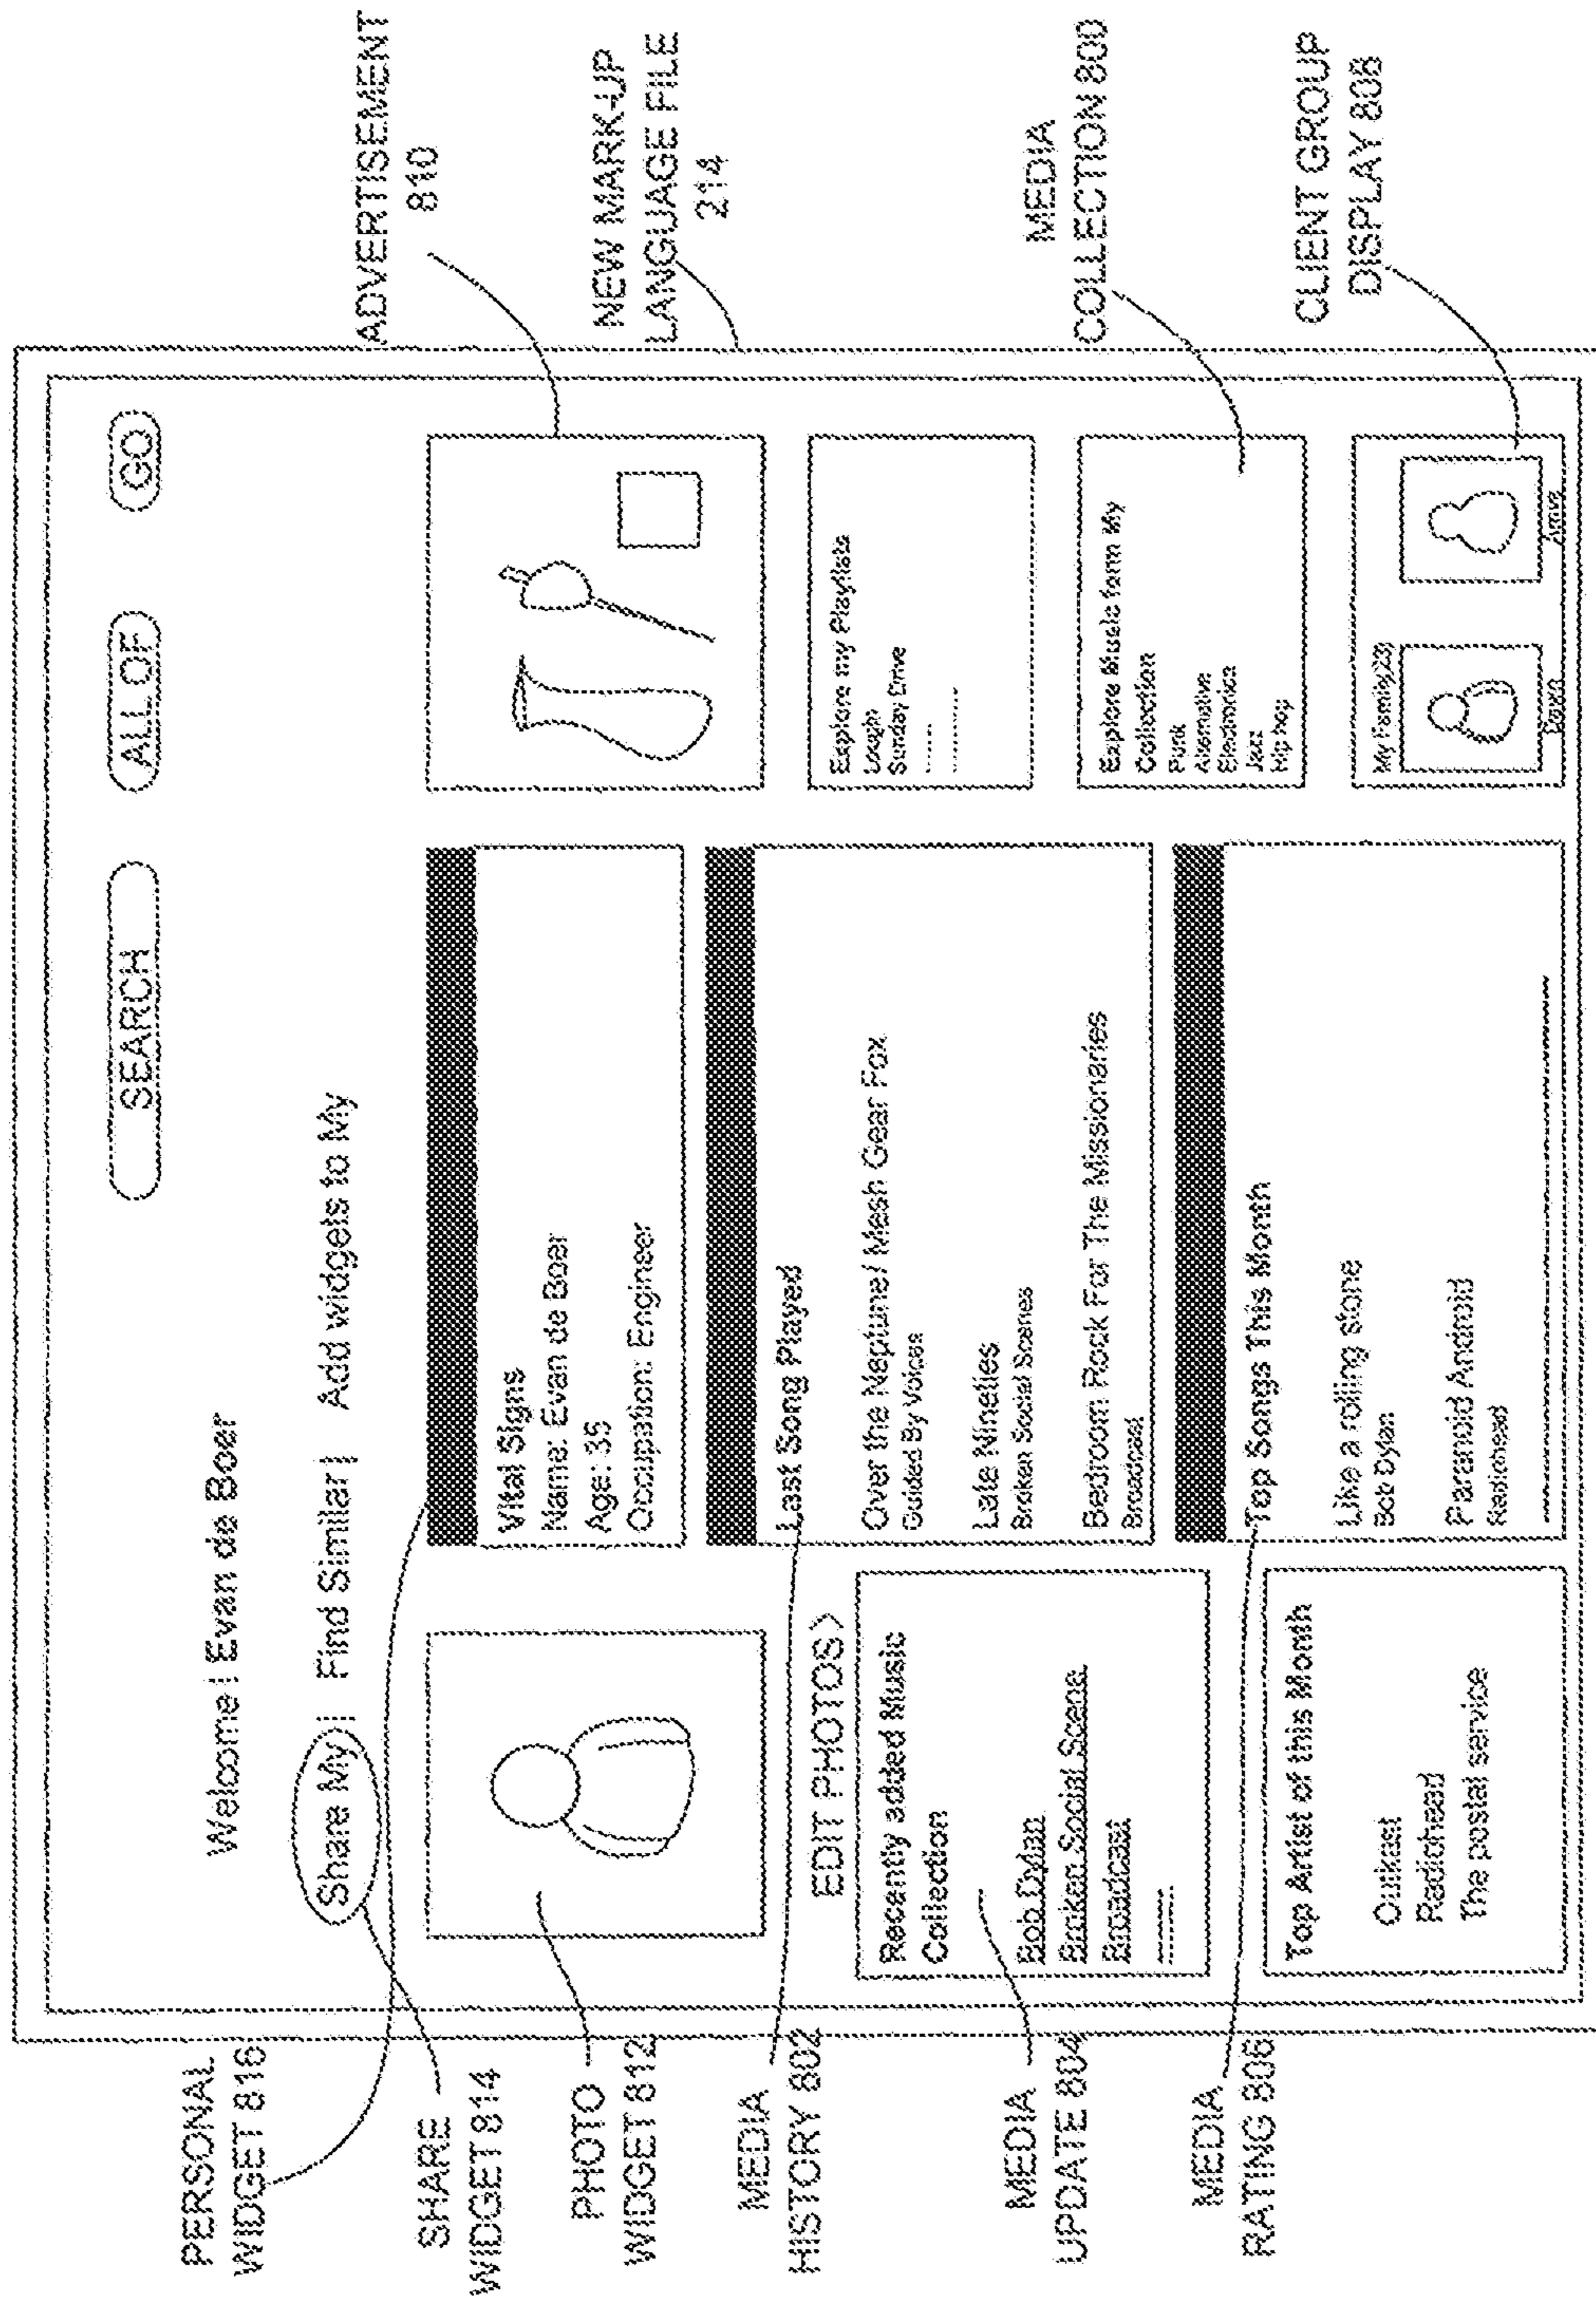 SEARCH
ALL OF
GO
Welcome! Evan de Boer
Share My | Find Similar | Add widgets to My
PERSONAL
WIDGET 816
SHARE
WIDGET 814
PHOTO
WIDGET 812
MEDIA
HISTORY 802
MEDIA
UPDATE 804
MEDIA
RATING 806
EDIT PHOTOS>
Recently added Music
Collection
Bob Dylan
Broken Social Scene.
Broadcast
Top Artist of this Month
Outkast
Radiohead
The postal service
Vital Signs
Name: Evan de Boer
Age: 35
Occupation: Engineer
Last Song Played
Over the Neptune/ Mesh Gear Fox
Guided By Voices
Late Nineties
Broken Social Scenes
Bedroom Rock For The Missionaries
Broadcast
Top Songs This Month
Like a rolling stone
Bob Dylan
Paranoid Android
Radiohead
Explore my Playlists
Sunday Drive
Explore Music form My
Collection
Punk
Alternative
Electronica
Jazz
Hip hop
My Family(23)
Dawn
ADVERTISEMENT
810
NEW MARK-UP
LANGUAGE FILE
214
MEDIA
COLLECTION 800
CLIENT GROUP
DISPLAY 808